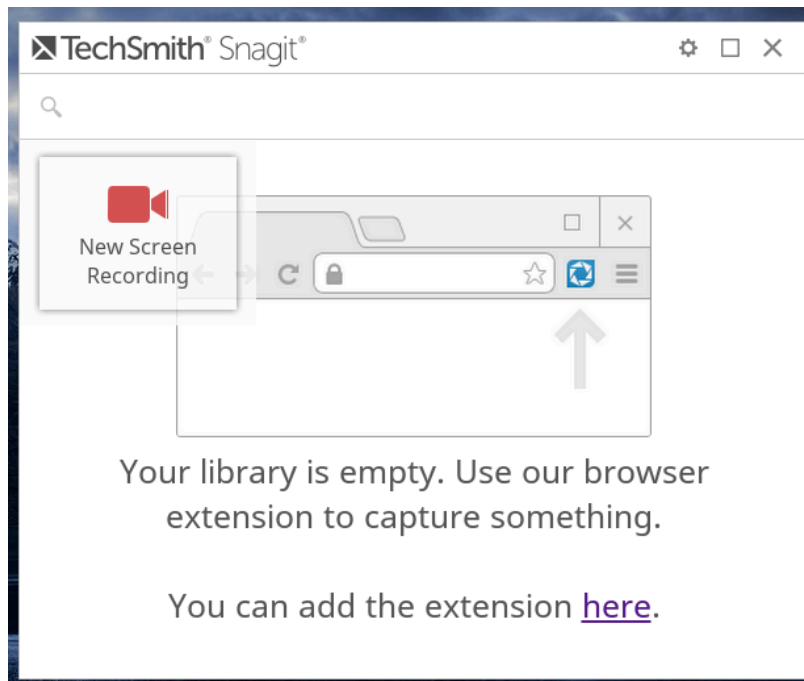 TechSmith® Snagit®
New Screen
Recording
Your library is empty. Use our browser
extension to capture something.
You can add the extension here.